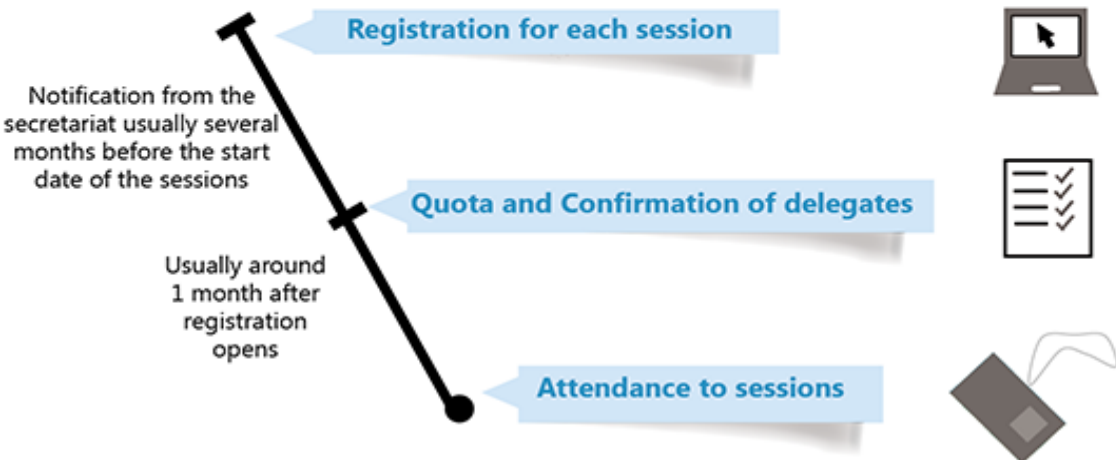 Registration for each session
Notification from the
secretariat usually several
months before the start
date of the sessions
Quota and Confirmation of delegates
Usually around
1 month after
registration
opens
Attendance to sessions